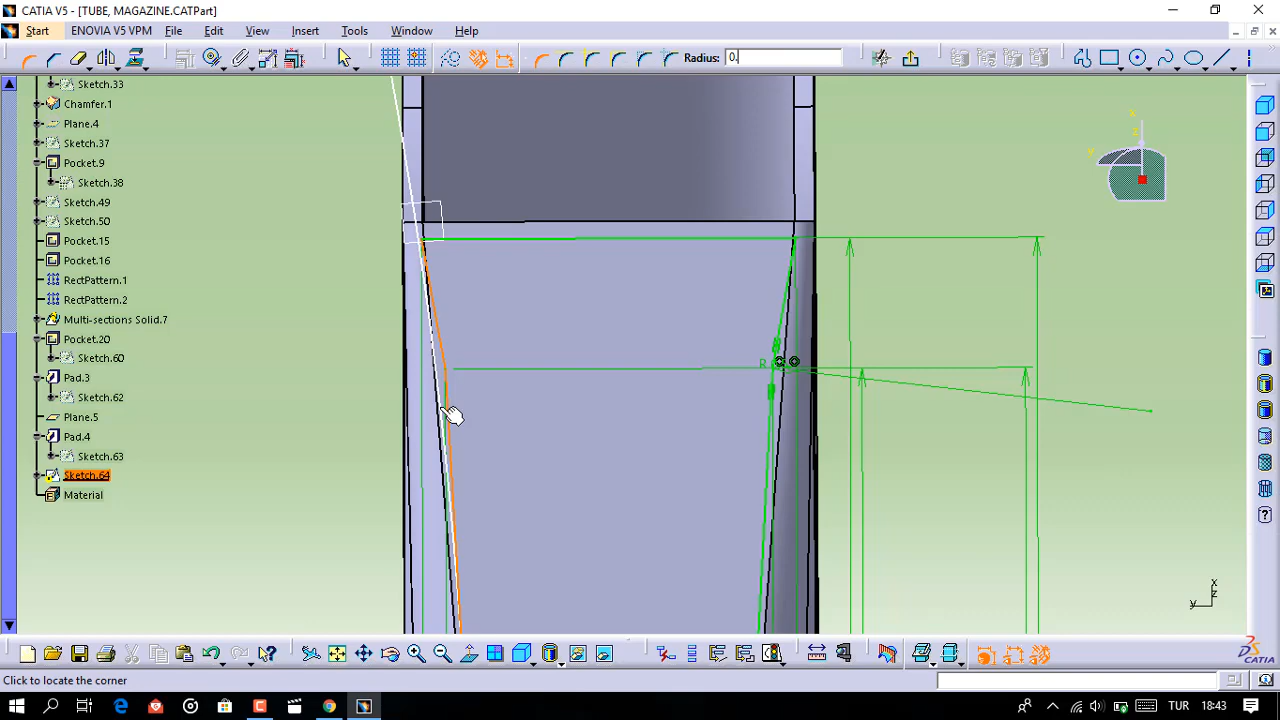 CATIA V5 - [TUBE, MAGAZINE.CATPart]
Start ENOVIA V5 VPM File Edit View Insert Tools Window Help
Radius: 0,
Sketch.33
Chamfer.1
Plane.4
Sketch.37
Pocket.9
Sketch.38
Sketch.49
Sketch.50
Pocket.15
Pocket.16
RectPattern.1
RectPattern.2
Multi-sections Solid.7
Pocket.20
Sketch.60
Pad.3
Sketch.62
Plane.5
Pad.4
Sketch.63
Sketch.64
Material
x
z
y
R
x
z
y
CATIA
Click to locate the corner
TUR 18:43